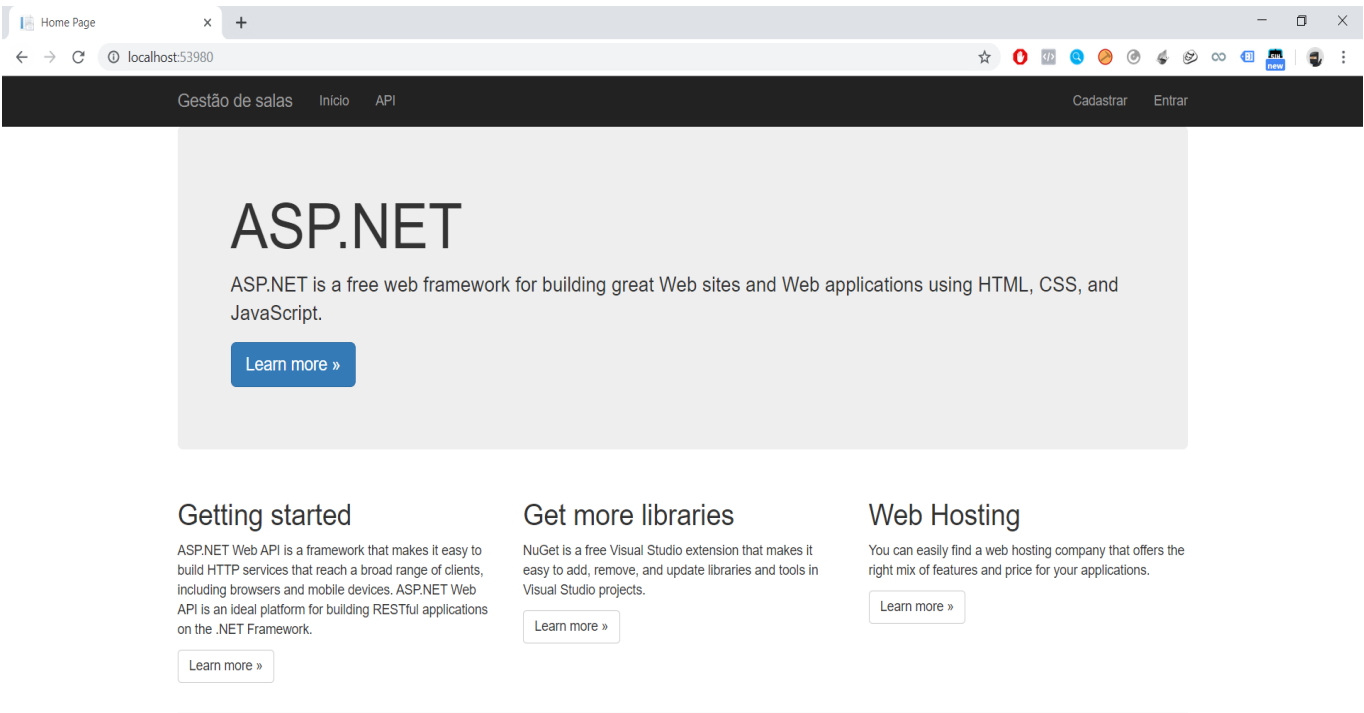 Home Page
localhost:53980
new
Gestão de salas Início API Cadastrar Entrar
ASP.NET
ASP.NET is a free web framework for building great Web sites and Web applications using HTML, CSS, and
JavaScript.
Learn more »
Getting started
ASP.NET Web API is a framework that makes it easy to
build HTTP services that reach a broad range of clients,
including browsers and mobile devices. ASP.NET Web
API is an ideal platform for building RESTful applications
on the .NET Framework.
Learn more »
Get more libraries
NuGet is a free Visual Studio extension that makes it
easy to add, remove, and update libraries and tools in
Visual Studio projects.
Learn more »
Web Hosting
You can easily find a web hosting company that offers the
right mix of features and price for your applications.
Learn more »